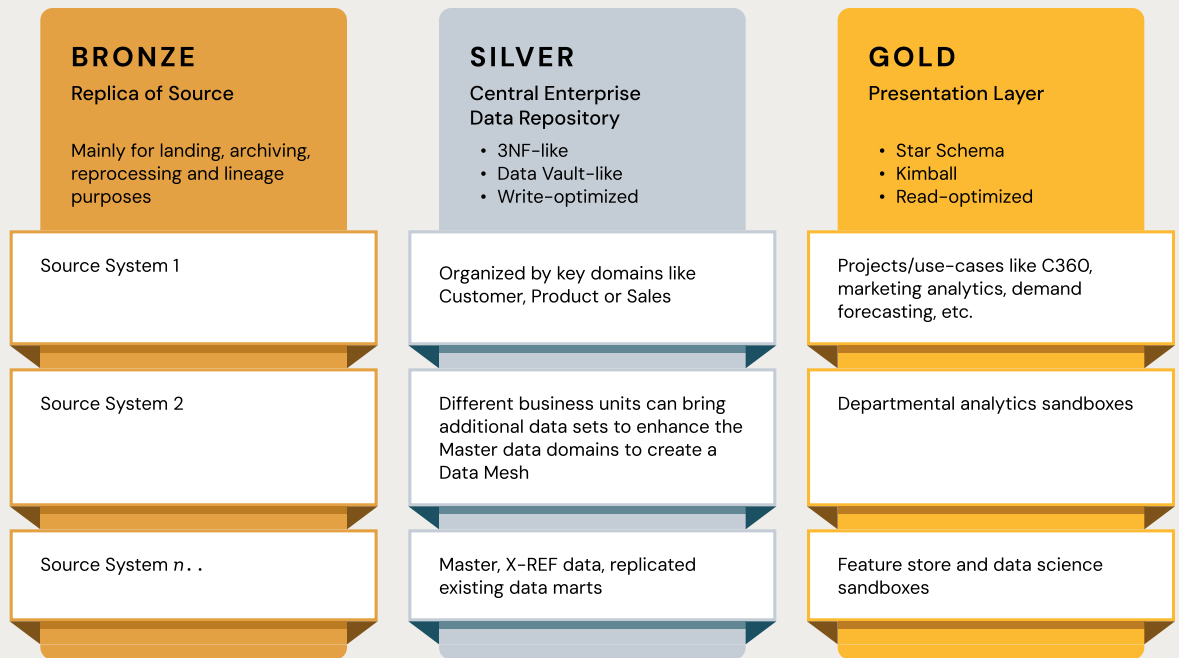 BRONZE
Replica of Source
Mainly for landing, archiving,
reprocessing and lineage
purposes
Source System 1
Source System 2
Source System n..
SILVER
Central Enterprise
Data Repository
• 3NF-like
• Data Vault-like
• Write-optimized
Organized by key domains like
Customer, Product or Sales
Different business units can bring
additional data sets to enhance the
Master data domains to create a
Data Mesh
Master, X-REF data, replicated
existing data marts
GOLD
Presentation Layer
• Star Schema
• Kimball
• Read-optimized
Projects/use-cases like C360,
marketing analytics, demand
forecasting, etc.
Departmental analytics sandboxes
Feature store and data science
sandboxes